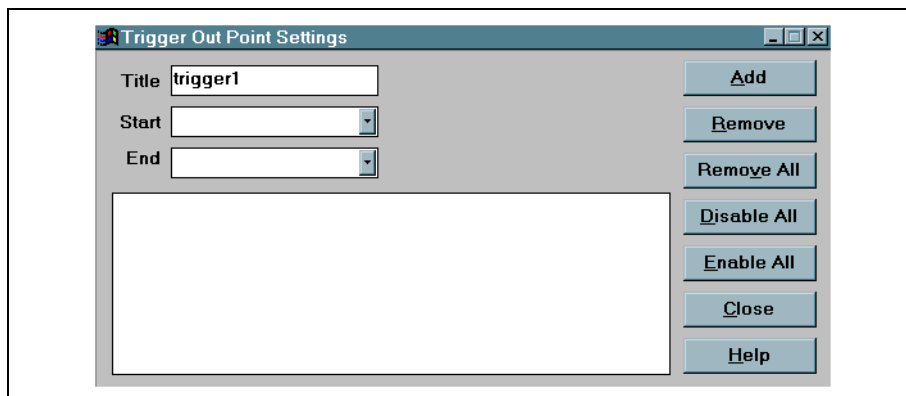 Trigger Out Point Settings
Title trigger1
Start
End
Add
Remove
Remove All
Disable All
Enable All
Close
Help